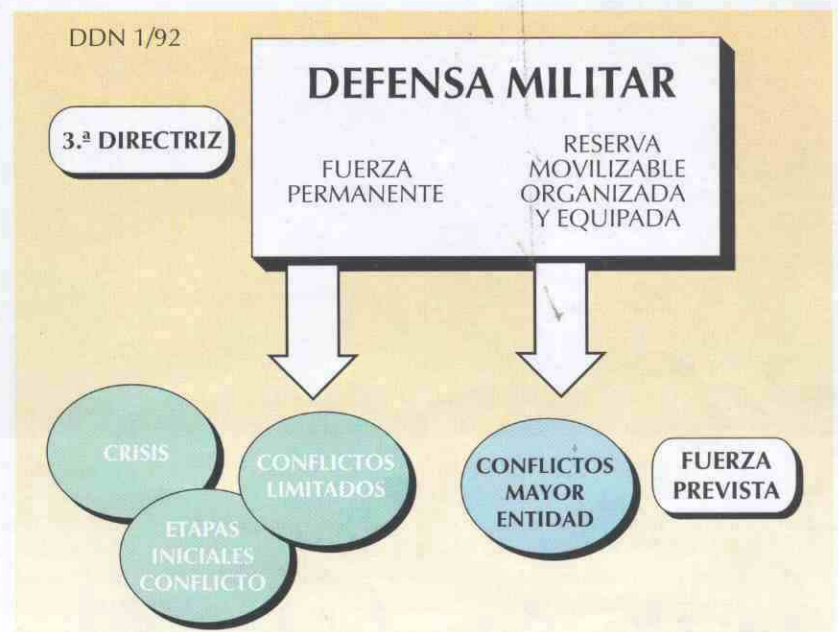 DDN 1/92
DEFENSA MILITAR
3.ª DIRECTRIZ
FUERZA
PERMANENTE
RESERVA
MOVILIZABLE
ORGANIZADA
Y EQUIPADA
CRISIS
CONFLICTOS
LIMITADOS
ETAPAS
INICIALES
CONFLICTO
CONFLICTOS
MAYOR
ENTIDAD
FUERZA
PREVISTA